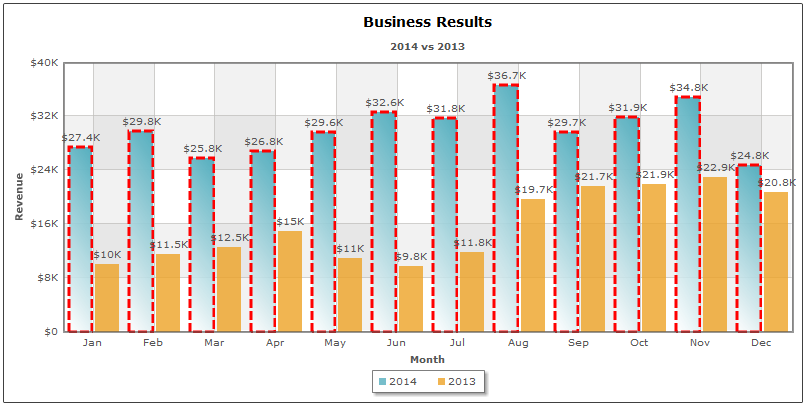 Business Results
2014 vs 2013
$40K
$32K
$24K
$16K
$8K
$0
Revenue
$27.4K
$10K
$29.8K
$11.5K
$25.8K
$12.5K
$26.8K
$15K
$29.6K
$11K
$32.6K
$9.8K
$31.8K
$11.8K
$36.7K
$19.7K
$29.7K
$21.7K
$31.9K
$21.9K
$34.8K
$22.9K
$24.8K
$20.8K
Jan Feb Mar Apr May Jun Jul Aug Sep Oct Nov Dec
Month
2014 2013